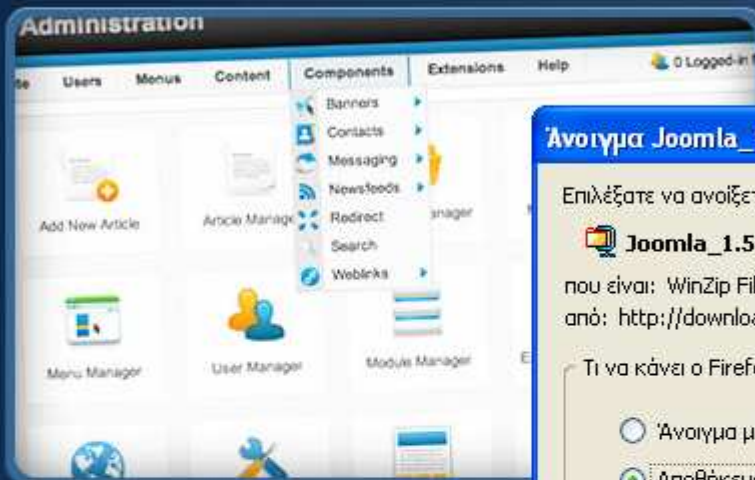 Administration
Users Menus Content Components Extensions Help 0 Logged-in
Banners
Contacts
Messaging
Newsfeeds
Redirect
Search
Weblinks
Add New Article
Article Manage
anager
Menu Manager
User Manager
Module Manager
Άνοιγμα Joomla_
Επιλέξατε να ανοίξετ
Joomla_1.5
που είναι: WinZip Fil
από: http://downloa
Τι να κάνει ο Firefo
Άνοιγμα μ
Αποθήκευ